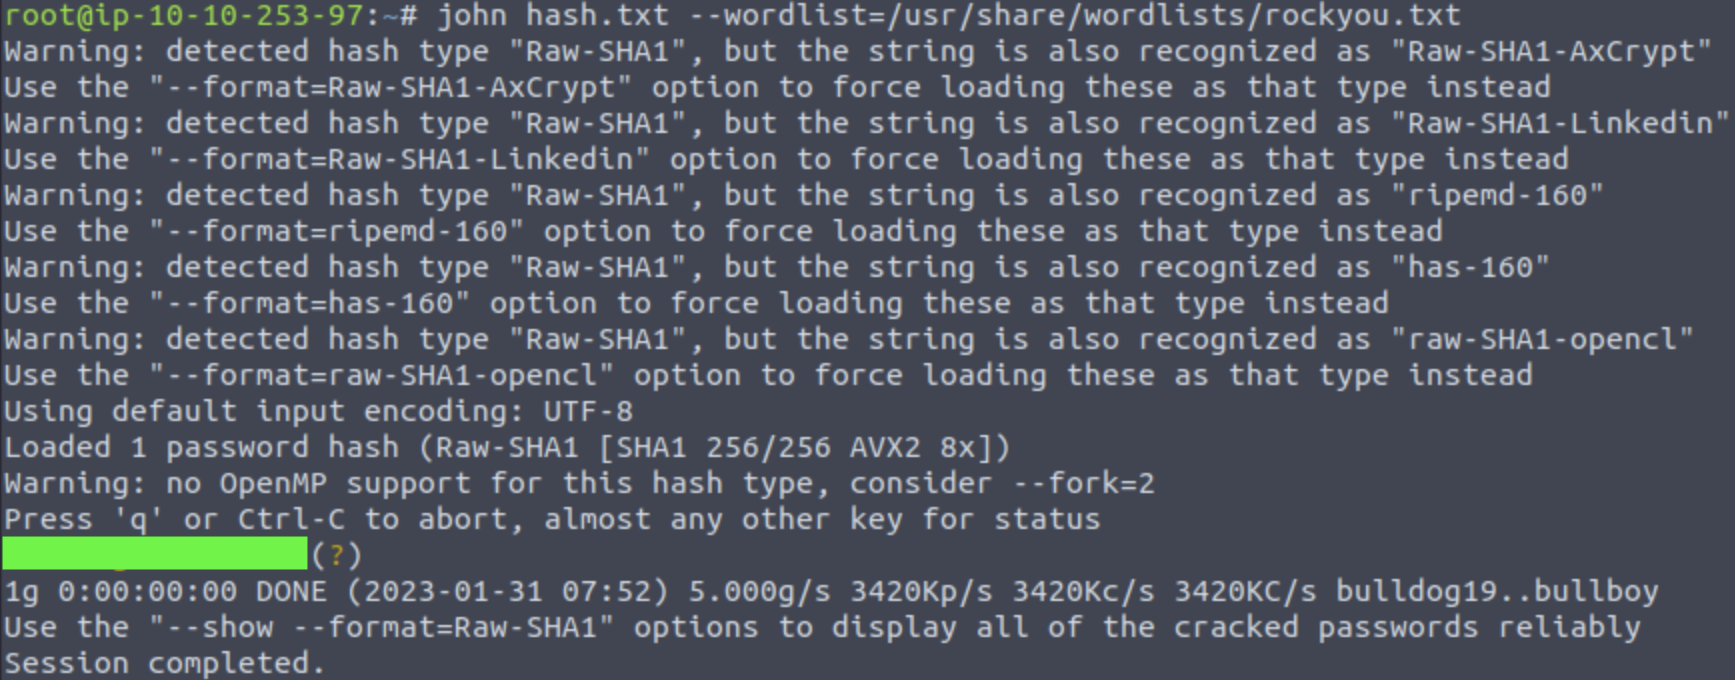 root@ip-10-10-253-97:~# john hash.txt --wordlist=/usr/share/wordlists/rockyou.txt
Warning: detected hash type "Raw-SHA1", but the string is also recognized as "Raw-SHA1-AxCrypt"
Use the "--format=Raw-SHA1-AxCrypt" option to force loading these as that type instead
Warning: detected hash type "Raw-SHA1", but the string is also recognized as "Raw-SHA1-Linkedin"
Use the "--format=Raw-SHA1-Linkedin" option to force loading these as that type instead
Warning: detected hash type "Raw-SHA1", but the string is also recognized as "ripemd-160"
Use the "--format=ripemd-160" option to force loading these as that type instead
Warning: detected hash type "Raw-SHA1", but the string is also recognized as "has-160"
Use the "--format=has-160" option to force loading these as that type instead
Warning: detected hash type "Raw-SHA1", but the string is also recognized as "raw-SHA1-opencl"
Use the "--format=raw-SHA1-opencl" option to force loading these as that type instead
Using default input encoding: UTF-8
Loaded 1 password hash (Raw-SHA1 [SHA1 256/256 AVX2 8x])
Warning: no OpenMP support for this hash type, consider --fork=2
Press 'q' or Ctrl-C to abort, almost any other key for status
(?)
1g 0:00:00:00 DONE (2023-01-31 07:52) 5.000g/s 3420Kp/s 3420Kc/s 3420KC/s bulldog19..bullboy
Use the "--show --format=Raw-SHA1" options to display all of the cracked passwords reliably
Session completed.